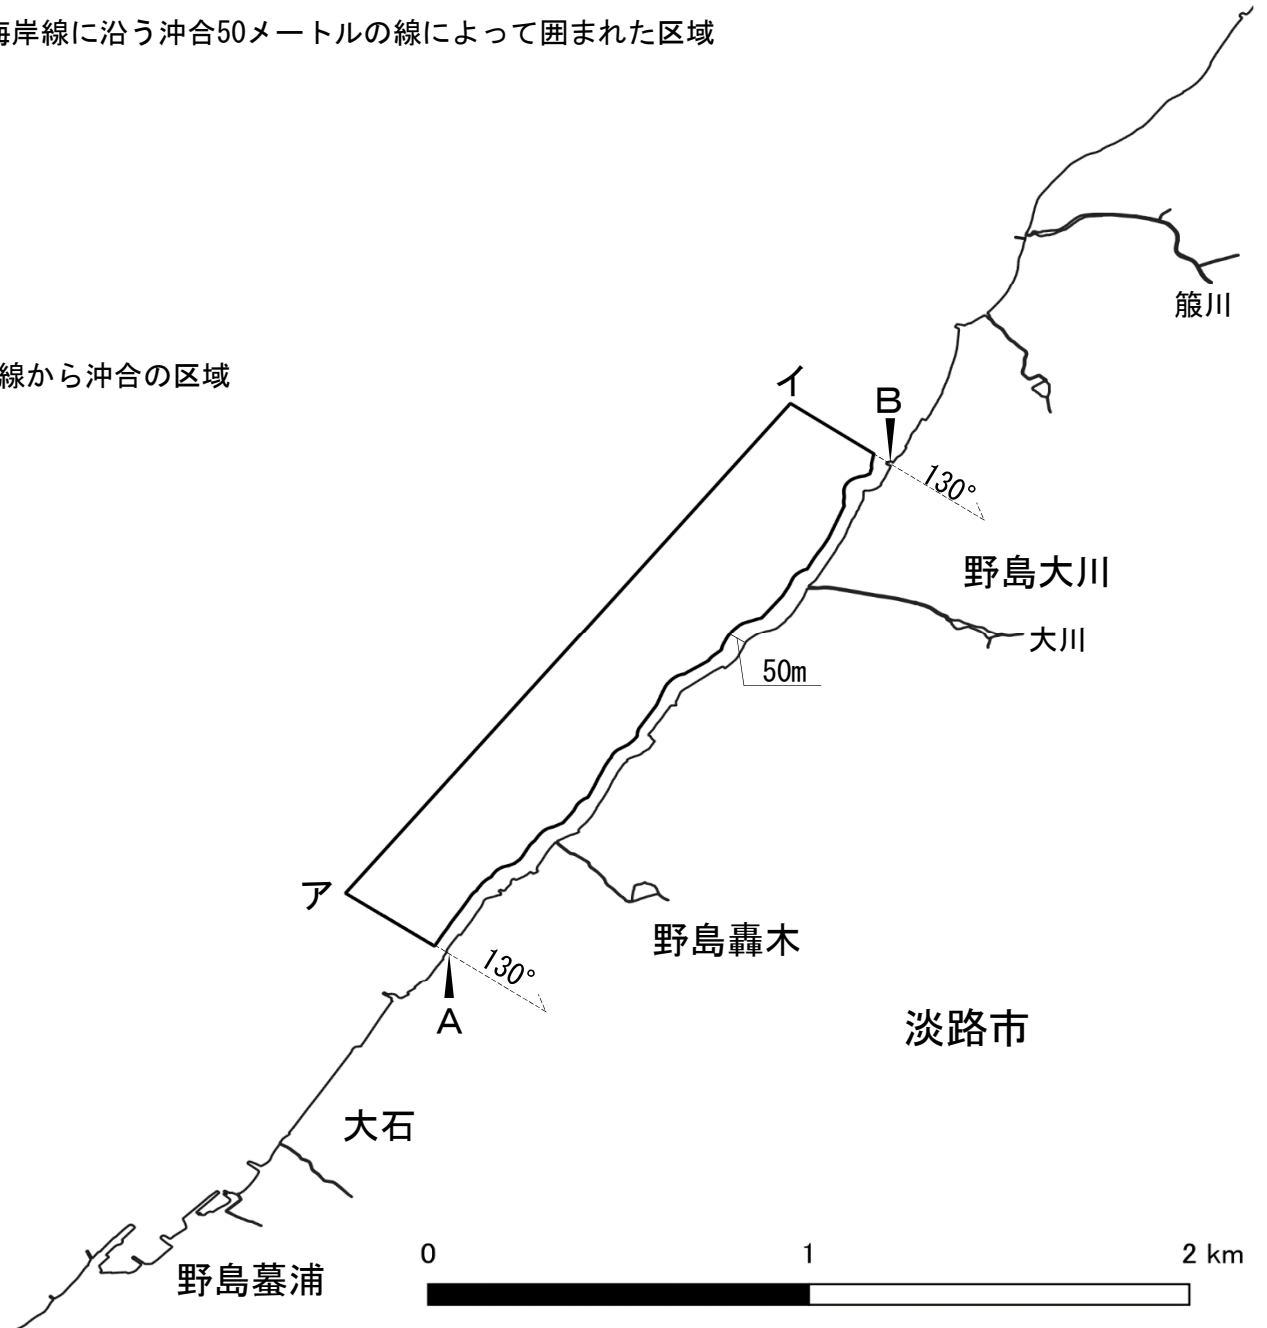 海岸線に沿う沖合50メートルの線によって囲まれた区域
線から沖合の区域
箙川
イ
B
130°
野島大川
大川
50m
ア
野島轟木
130°
A
淡路市
大石
野島蟇浦
0 1 2 km